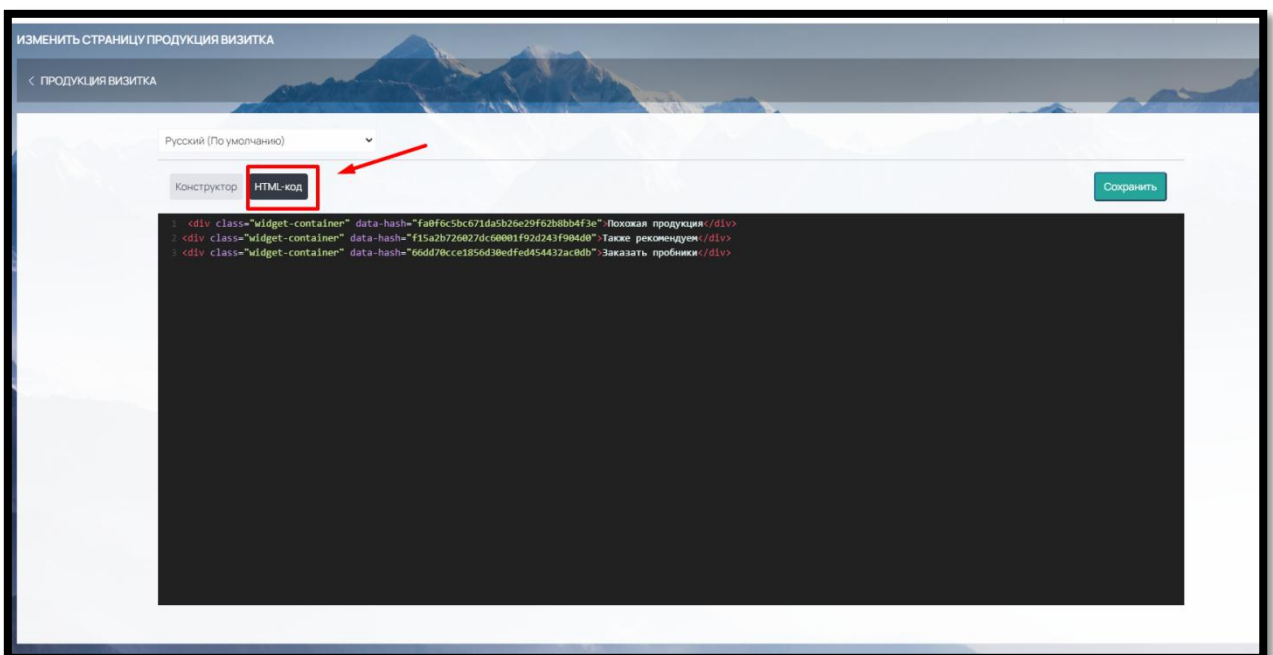 ИЗМЕНИТЬ СТРАНИЦУ ПРОДУКЦИЯ ВИЗИТКА
< ПРОДУКЦИЯ ВИЗИТКА
Русский (По умолчанию)
Конструктор HTML-код Сохранить
1 <div class="widget-container" data-hash="fa0f6c5bc671da5b26e29f62b8bb4f3e">Похожая продукция</div>
2 <div class="widget-container" data-hash="f15a2b726027dc60001f92d243f904d0">Также рекомендуем</div>
3 <div class="widget-container" data-hash="66dd70cce1856d30edfed454432ac0db">Заказать пробники</div>